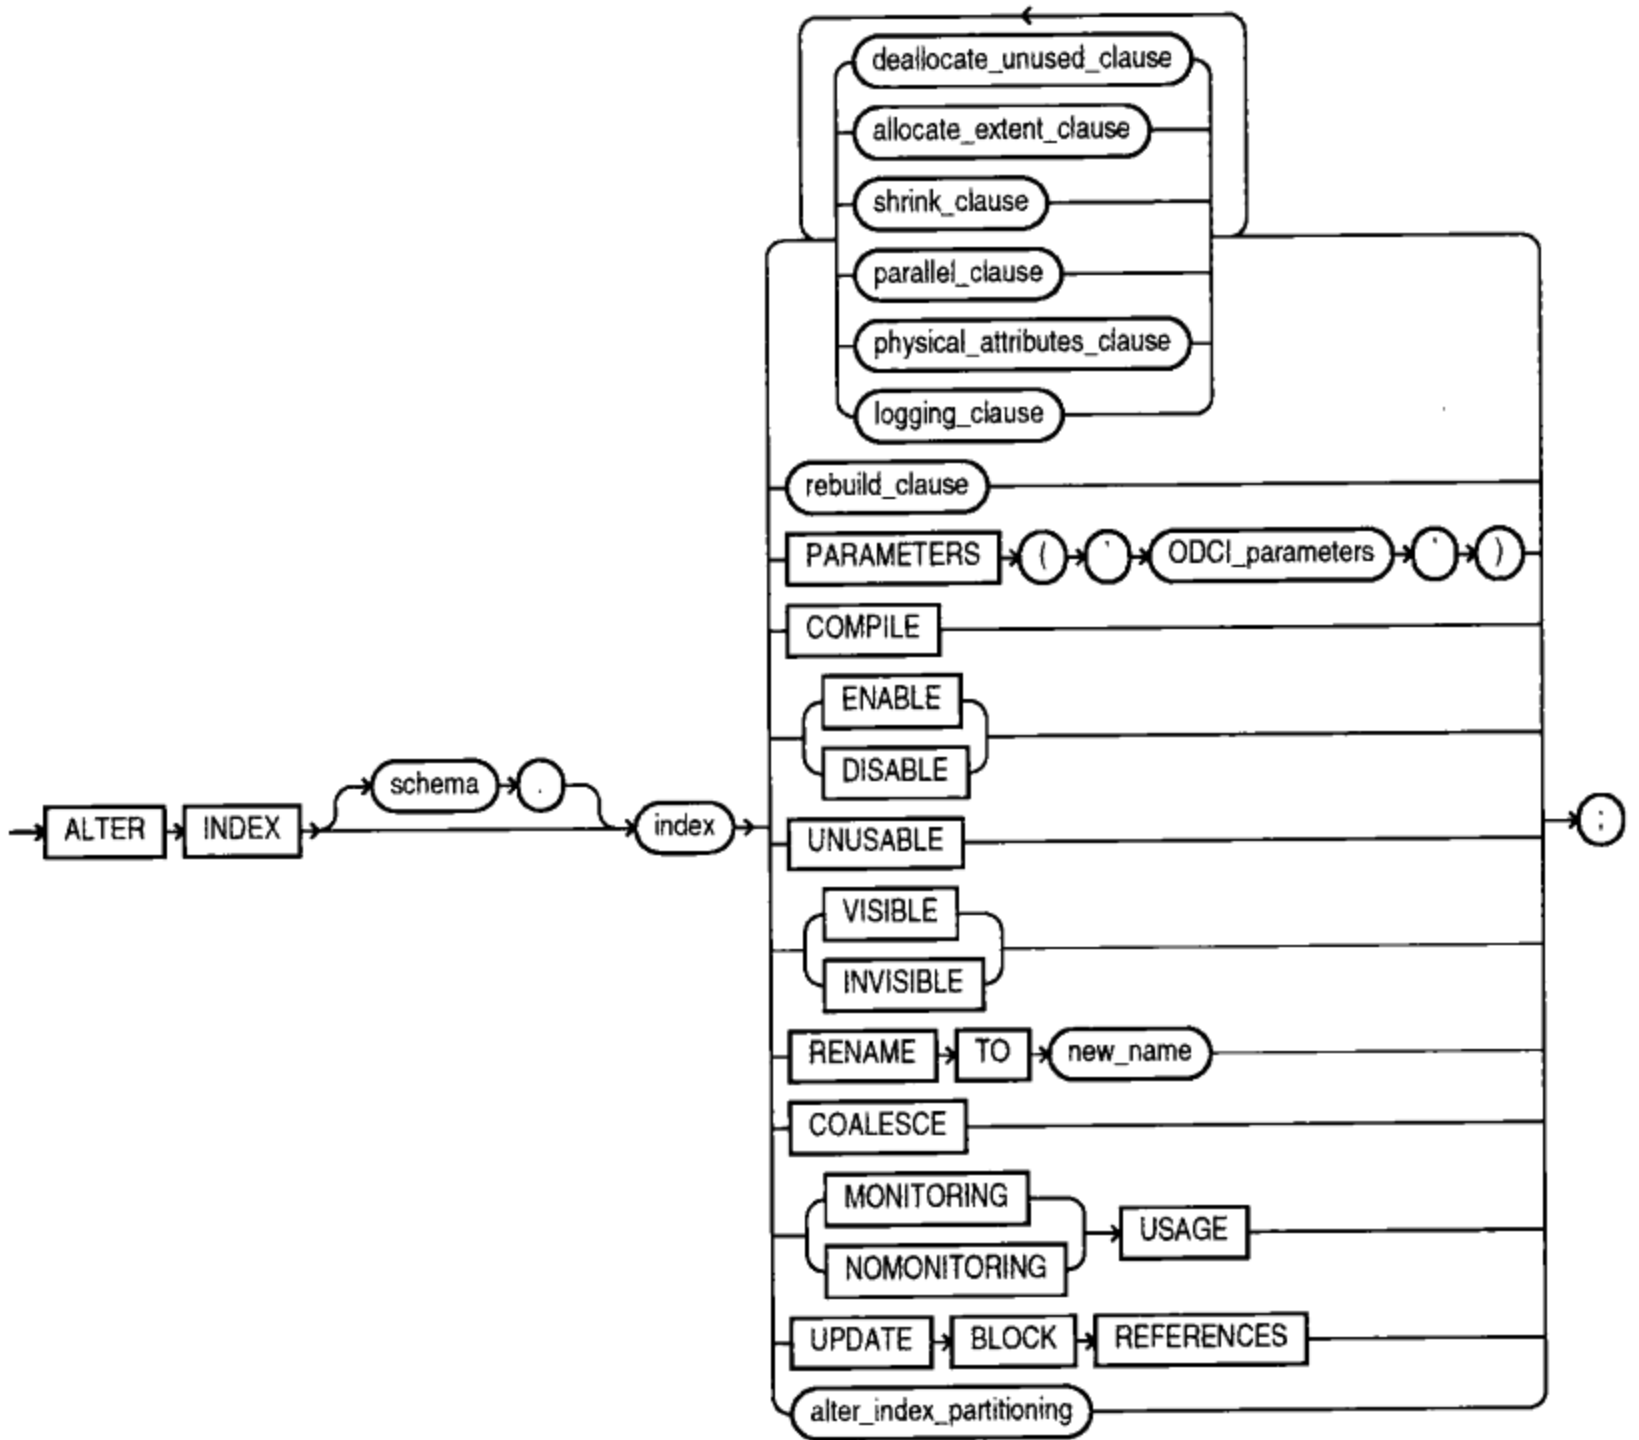 deallocate_unused_clause
allocate_extent_clause
shrink_clause
parallel_clause
physical_attributes_clause
logging_clause
rebuild_clause
PARAMETERS ( ' ODCI_parameters ' )
COMPILE
ENABLE
DISABLE
schema .
ALTER INDEX index ;
UNUSABLE
VISIBLE
INVISIBLE
RENAME TO new_name
COALESCE
MONITORING
USAGE
NOMONITORING
UPDATE BLOCK REFERENCES
alter_index_partitioning